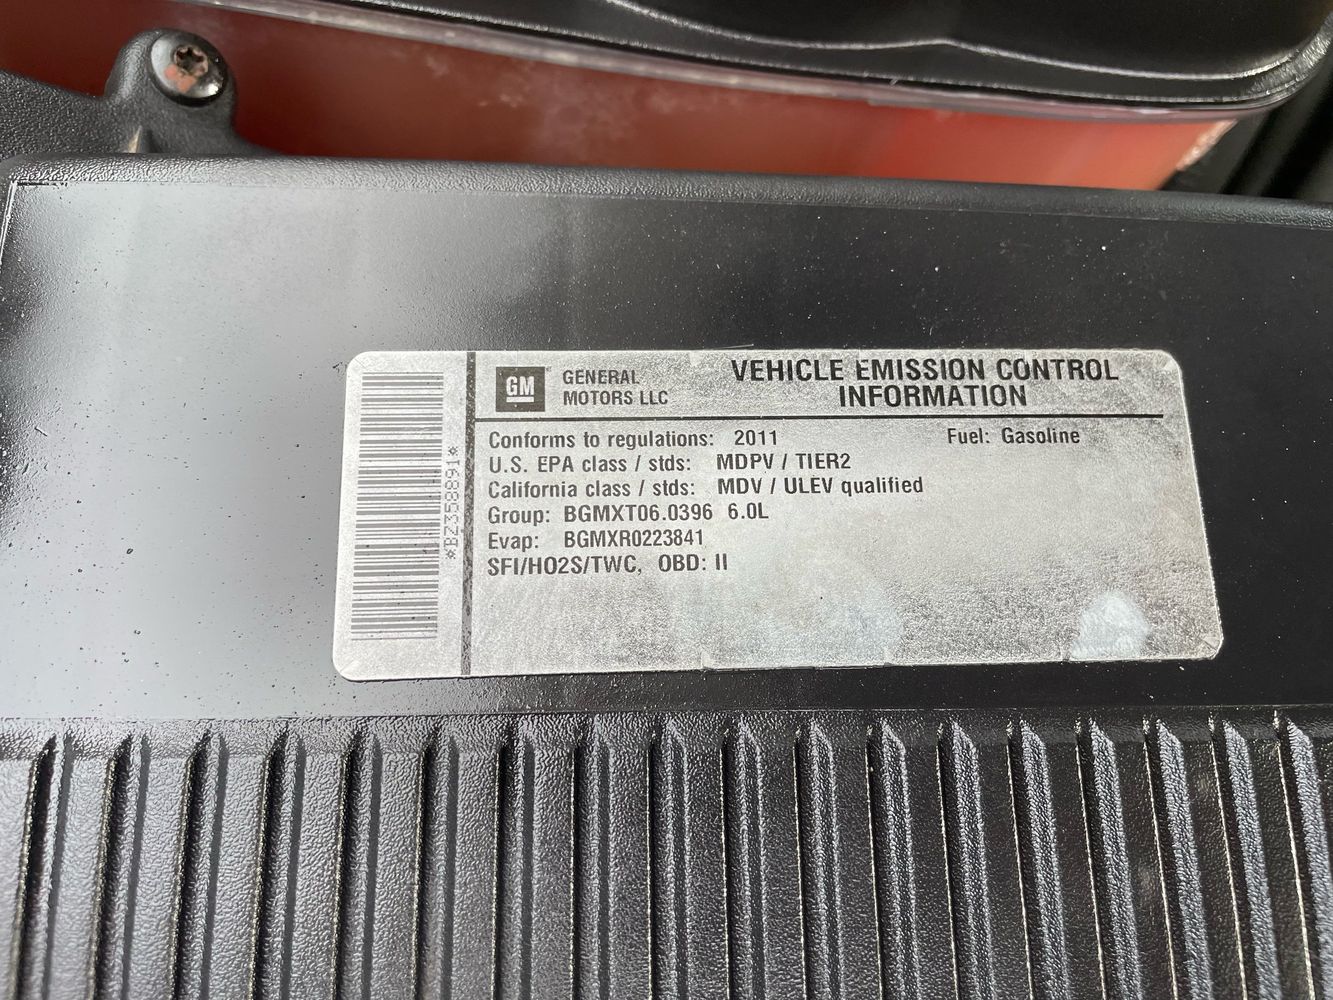 GM
GENERAL
MOTORS LLC
VEHICLE EMISSION CONTROL
INFORMATION
Conforms to regulations: 2011 Fuel: Gasoline
U.S. EPA class / stds: MDPV / TIER2
California class / stds: MDV / ULEV qualified
Group: BGMXT06.0396 6.0L
Evap: BGMXR0223841
SFI/HO2S/TWC, OBD: II
*BZ358891*